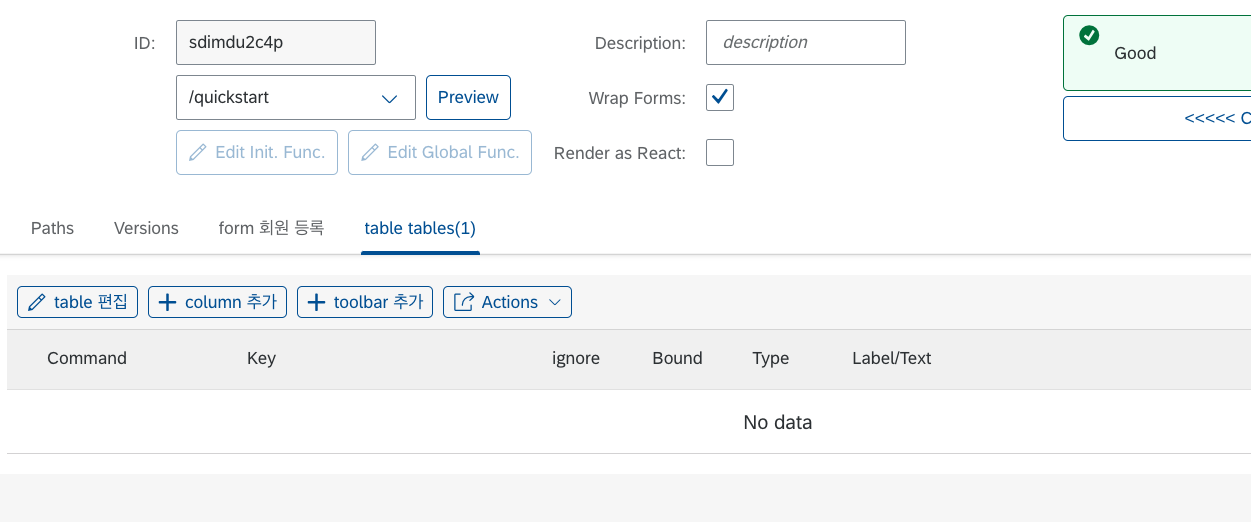 ID: sdimdu2c4p Description: description Good
/quickstart Preview Wrap Forms: <<<<< C
Edit Init. Func. Edit Global Func. Render as React:
Paths Versions form 회원 등록 table tables(1)
table 편집 column 추가 toolbar 추가 Actions
Command Key ignore Bound Type Label/Text
No data